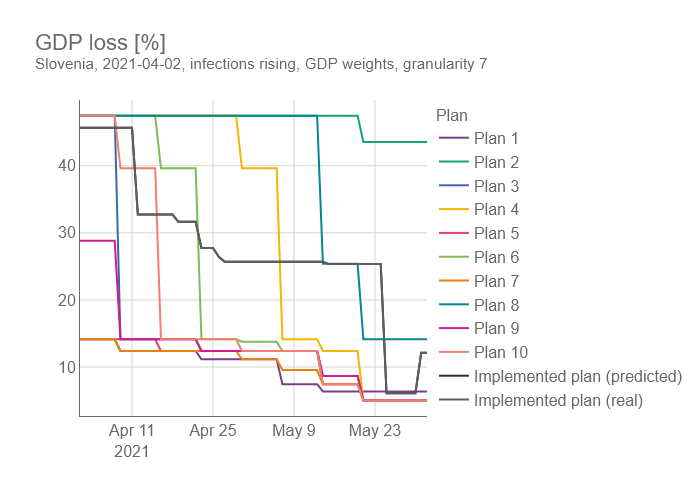 GDP loss [%]
Slovenia, 2021-04-02, infections rising, GDP weights, granularity 7
40
30
20
10
Apr 11
2021
Apr 25
May 9
May 23
Plan
Plan 1
Plan 2
Plan 3
Plan 4
Plan 5
Plan 6
Plan 7
Plan 8
Plan 9
Plan 10
Implemented plan (predicted)
Implemented plan (real)